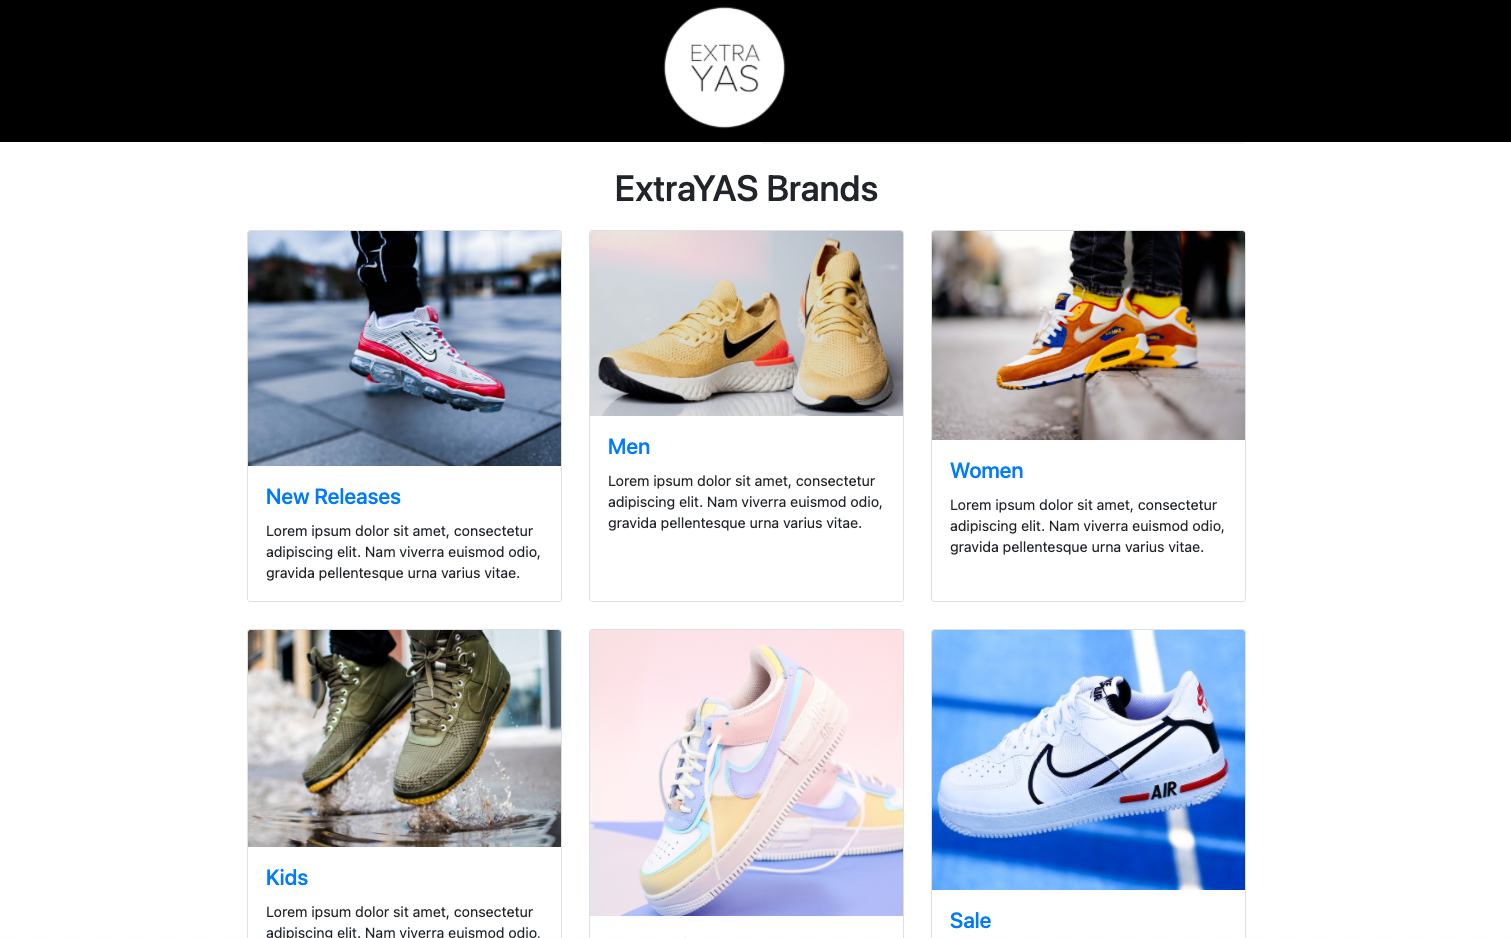 EXTRA
YAS
ExtraYAS Brands
New Releases
Lorem ipsum dolor sit amet, consectetur
adipiscing elit. Nam viverra euismod odio,
gravida pellentesque urna varius vitae.
Men
Lorem ipsum dolor sit amet, consectetur
adipiscing elit. Nam viverra euismod odio,
gravida pellentesque urna varius vitae.
Women
Lorem ipsum dolor sit amet, consectetur
adipiscing elit. Nam viverra euismod odio,
gravida pellentesque urna varius vitae.
Kids
Lorem ipsum dolor sit amet, consectetur
adipiscing elit. Nam viverra euismod odio,
AIR
AIR
Sale